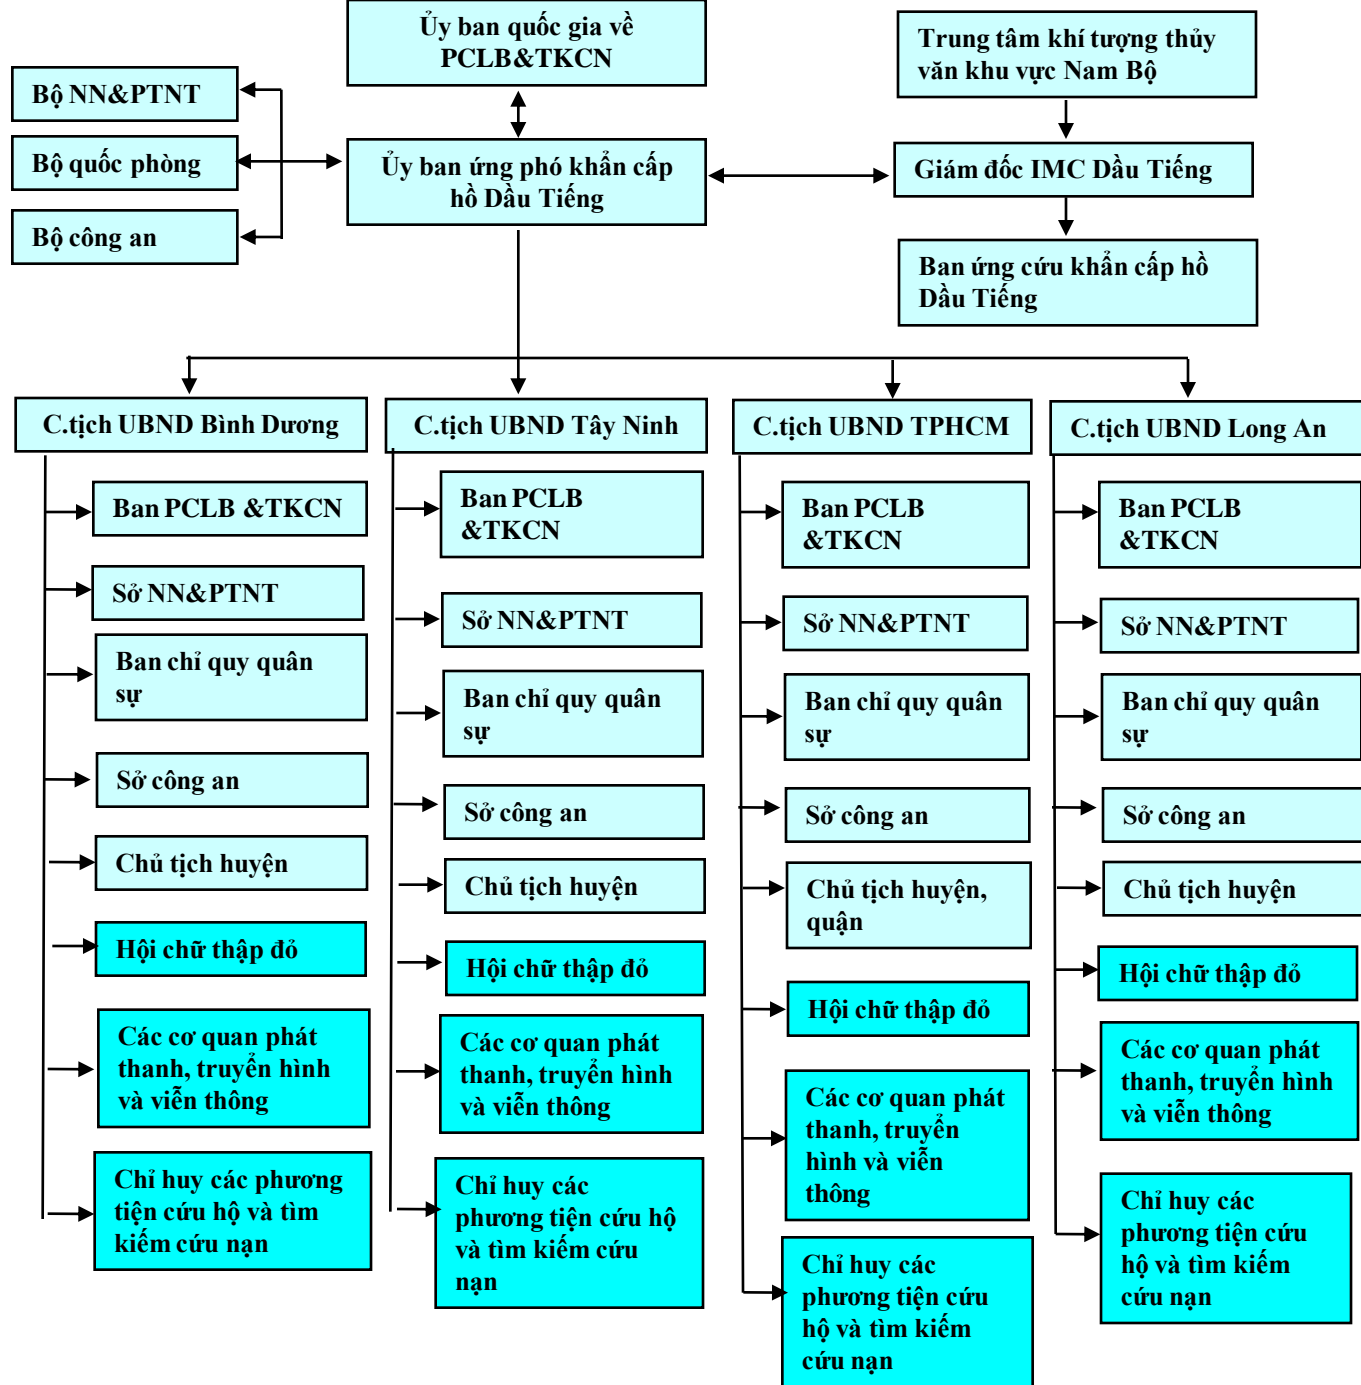 Ủy ban quốc gia về
PCLB&TKCN
Trung tâm khí tượng thủy
văn khu vực Nam Bộ
Bộ NN&PTNT
Bộ quốc phòng
Bộ công an
Ủy ban ứng phó khẩn cấp
hồ Dầu Tiếng
Giám đốc IMC Dầu Tiếng
Ban ứng cứu khẩn cấp hồ
Dầu Tiếng
C.tịch UBND Bình Dương
Ban PCLB &TKCN
Sở NN&PTNT
Ban chỉ quy quân
sự
Sở công an
Chủ tịch huyện
Hội chữ thập đỏ
Các cơ quan phát
thanh, truyển hình
và viễn thông
Chỉ huy các phương
tiện cứu hộ và tìm
kiếm cứu nạn
C.tịch UBND Tây Ninh
Ban PCLB
&TKCN
Sở NN&PTNT
Ban chỉ quy quân
sự
Sở công an
Chủ tịch huyện
Hội chữ thập đỏ
Các cơ quan phát
thanh, truyển hình
và viễn thông
Chỉ huy các
phương tiện cứu hộ
và tìm kiếm cứu
nạn
C.tịch UBND TPHCM
Ban PCLB
&TKCN
Sở NN&PTNT
Ban chỉ quy quân
sự
Sở công an
Chủ tịch huyện,
quận
Hội chữ thập đỏ
Các cơ quan phát
thanh, truyển
hình và viễn
thông
Chỉ huy các
phương tiện cứu
hộ và tìm kiếm
cứu nạn
C.tịch UBND Long An
Ban PCLB
&TKCN
Sở NN&PTNT
Ban chỉ quy quân
sự
Sở công an
Chủ tịch huyện
Hội chữ thập đỏ
Các cơ quan phát
thanh, truyển hình
và viễn thông
Chỉ huy các
phương tiện cứu
hộ và tìm kiếm
cứu nạn